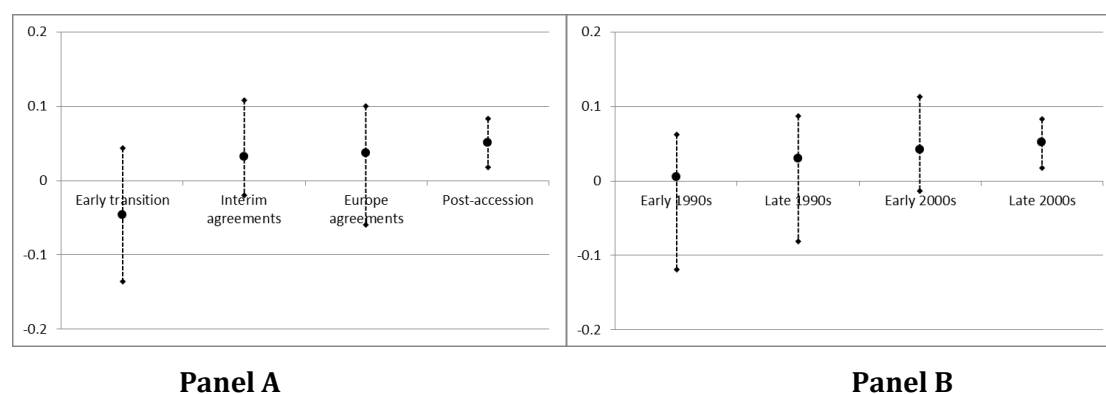 0.2
0.1
0
-0.1
-0.2
Early transition
Interim
agreements
Europe
agreements
Post-accession
0.2
0.1
0
-0.1
-0.2
Early 1990s
Late 1990s
Early 2000s
Late 2000s
Panel A
Panel B